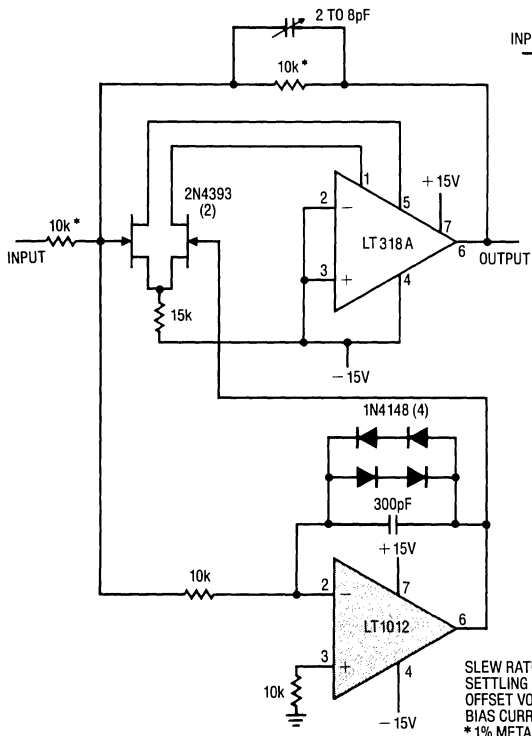 2 TO 8pF
INP
10k*
2N4393
(2)
1
5
+15V
2
−
7
10k*
LT318A
6
INPUT
OUTPUT
3
+
4
15k
−15V
1N4148 (4)
300pF
+15V
10k
2
−
7
6
LT1012
3
+
4
10k
−15V
SLEW RAT
SETTLING
OFFSET VO
BIAS CURR
*1% META